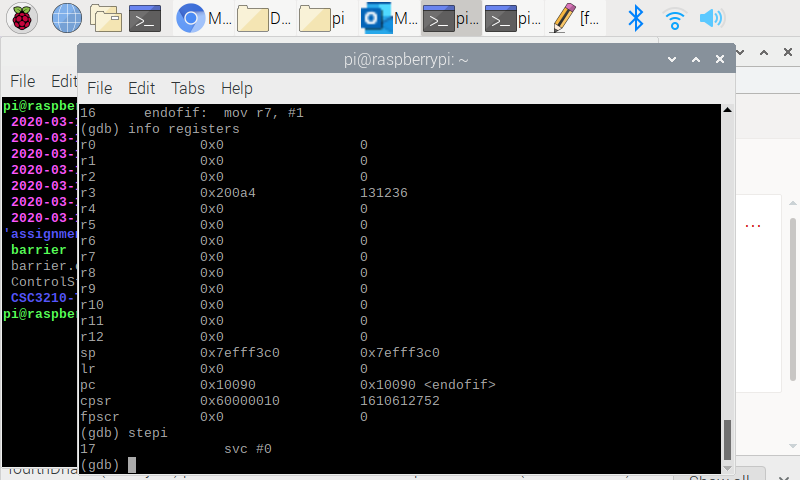 M...
D...
pi
M...
pi...
pi...
[f...
pi@raspberrypi: ~
File Edit
File Edit Tabs Help
pi@raspber
2020-03-
2020-03-
2020-03-
2020-03-
2020-03-
2020-03-
2020-03-
'assignme
barrier
barrier.
ControlS
CSC3210-
pi@raspber
16 endofif: mov r7, #1
(gdb) info registers
r0 0x0 0
r1 0x0 0
r2 0x0 0
r3 0x200a4 131236
r4 0x0 0
r5 0x0 0
r6 0x0 0
r7 0x0 0
r8 0x0 0
r9 0x0 0
r10 0x0 0
r11 0x0 0
r12 0x0 0
sp 0x7efff3c0 0x7efff3c0
lr 0x0 0
pc 0x10090 0x10090 <endofif>
cpsr 0x60000010 1610612752
fpscr 0x0 0
(gdb) stepi
17 svc #0
(gdb)
Show all